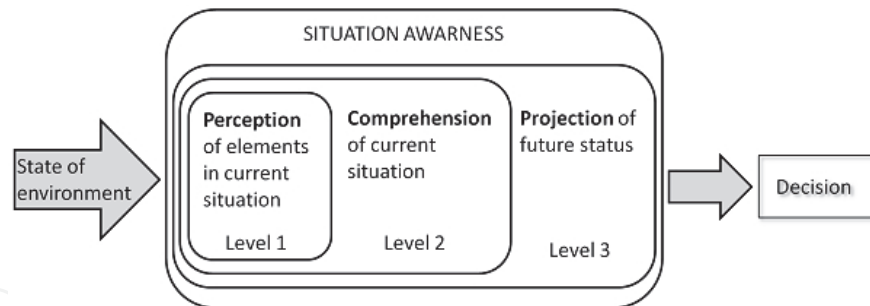 SITUATION AWARNESS
State of
environment
Perception
of elements
in current
situation
Level 1
Comprehension
of current
situation
Level 2
Projection of
future status
Level 3
Decision